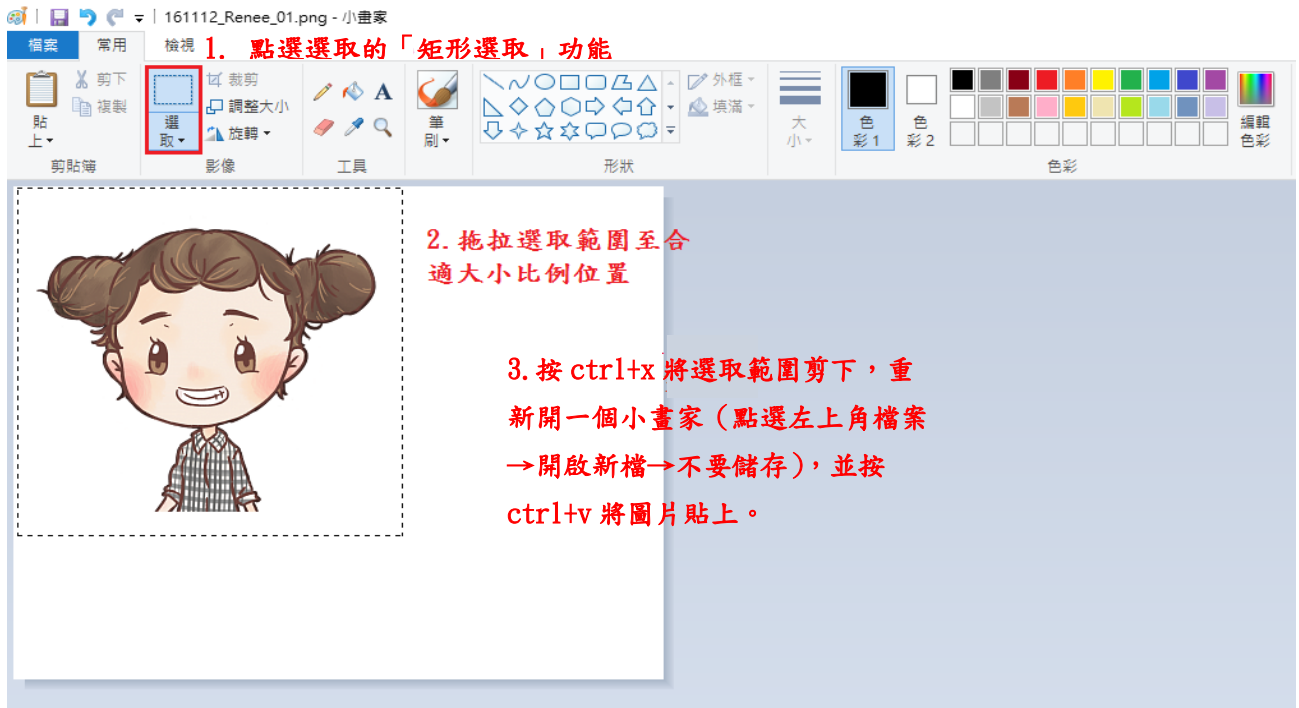 161112_Renee_01.png - 小畫家
檔案 常用 檢視
1. 點選選取的「矩形選取」功能
剪下 裁剪 外框
複製 調整大小 A 填滿
貼上 選取 旋轉 筆刷 大小 色彩 1 色彩 2 編輯色彩
剪貼簿 影像 工具 形狀 色彩
2.拖拉選取範圍至合
適大小比例位置
3.按 ctrl+x 將選取範圍剪下，重
新開一個小畫家（點選左上角檔案
→開啟新檔→不要儲存），並按
ctrl+v 將圖片貼上。